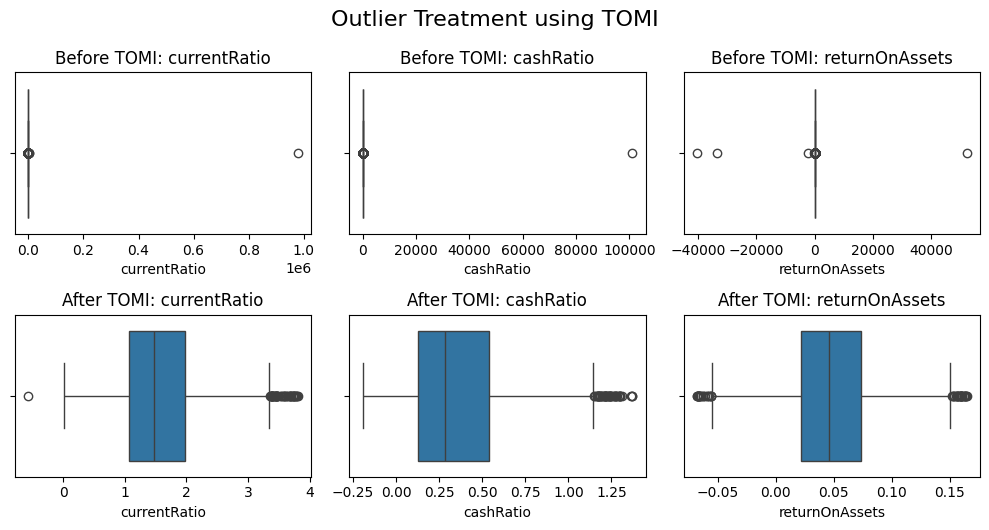 Outlier Treatment using TOMI
Before TOMI: currentRatio
Before TOMI: cashRatio
Before TOMI: returnOnAssets
0.0 0.2 0.4 0.6 0.8 1.0
1e6
currentRatio
0 20000 40000 60000 80000 100000
cashRatio
−40000 −20000 0 20000 40000
returnOnAssets
After TOMI: currentRatio
After TOMI: cashRatio
After TOMI: returnOnAssets
0 1 2 3 4
currentRatio
−0.25 0.00 0.25 0.50 0.75 1.00 1.25
cashRatio
−0.05 0.00 0.05 0.10 0.15
returnOnAssets